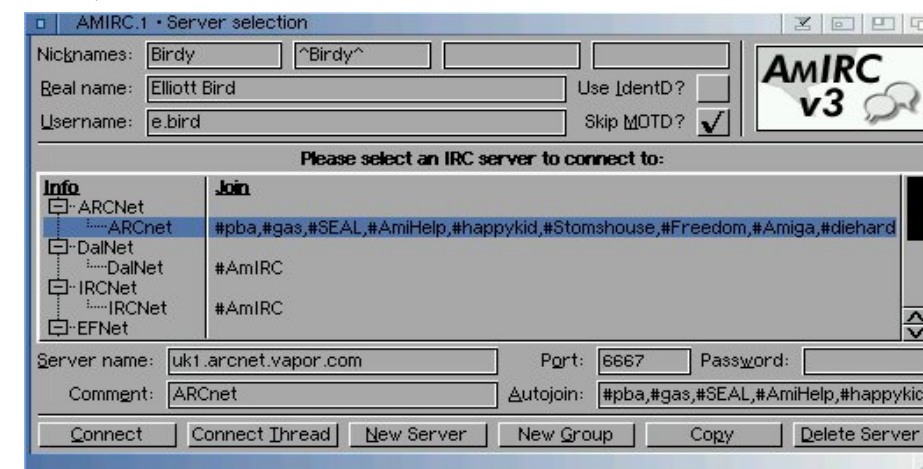 AMIRC.1 · Server selection
Nicknames: Birdy ^Birdy^
Real name: Elliott Bird Use IdentD?
Username: e.bird Skip MOTD?
AMIRC
v3
Please select an IRC server to connect to:
Info Join
ARCNet
ARCnet #pba,#gas,#SEAL,#AmiHelp,#happykid,#Stomshouse,#Freedom,#Amiga,#diehard
DalNet
DalNet #AmIRC
IRCNet
IRCNet #AmIRC
EFNet
Server name: uk1.arcnet.vapor.com Port: 6667 Password:
Comment: ARCnet Autojoin: #pba,#gas,#SEAL,#AmiHelp,#happykid
Connect Connect Thread New Server New Group Copy Delete Server